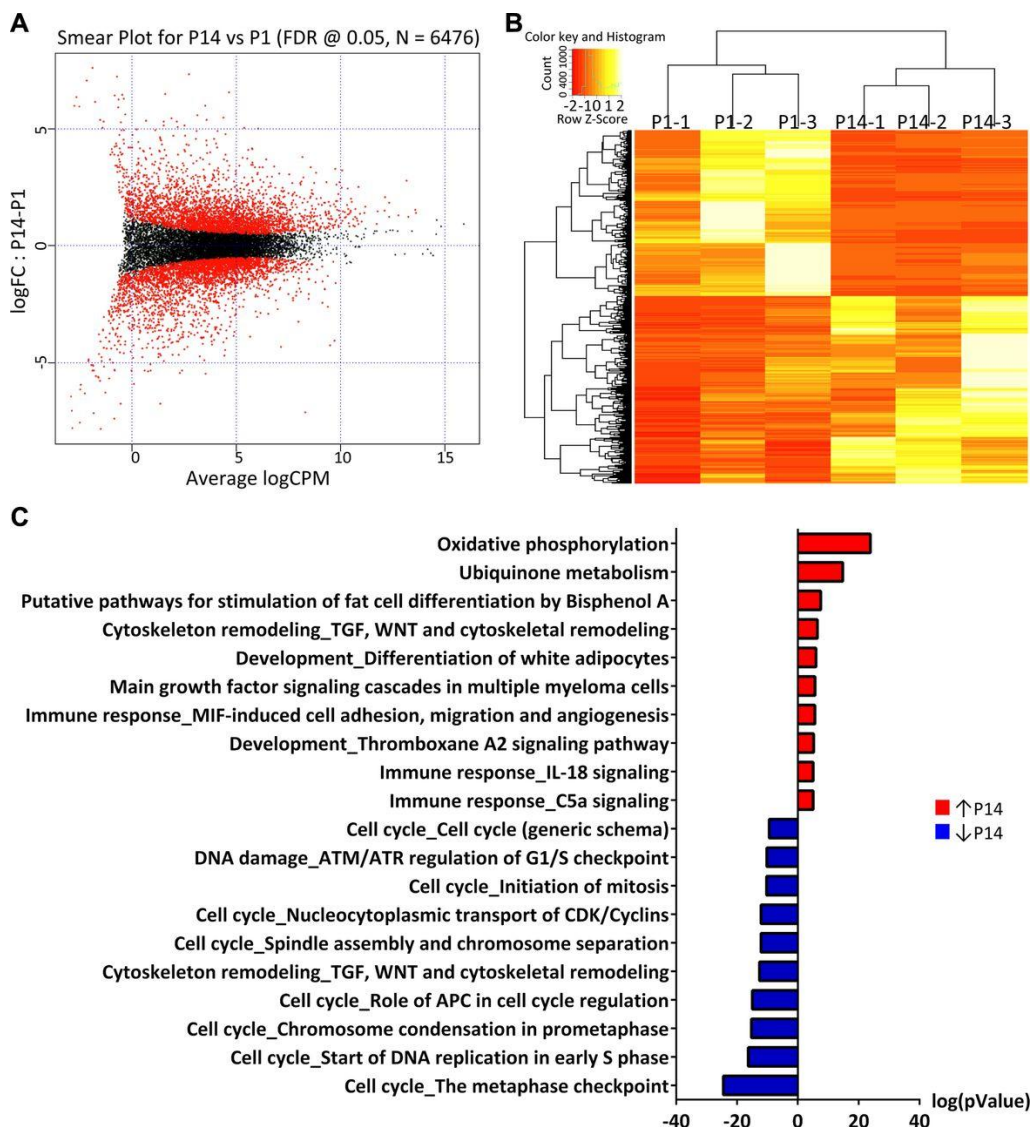 A
Smear Plot for P14 vs P1 (FDR @ 0.05, N = 6476)
logFC : P14-P1
5
0
-5
0 5 10 15
Average logCPM
B
Color key and Histogram
Count
0 400 1000
-2 -10 1 2
Row Z-Score
P1-1 P1-2 P1-3 P14-1 P14-2 P14-3
C
Oxidative phosphorylation
Ubiquinone metabolism
Putative pathways for stimulation of fat cell differentiation by Bisphenol A
Cytoskeleton remodeling_TGF, WNT and cytoskeletal remodeling
Development_Differentiation of white adipocytes
Main growth factor signaling cascades in multiple myeloma cells
Immune response_MIF-induced cell adhesion, migration and angiogenesis
Development_Thromboxane A2 signaling pathway
Immune response_IL-18 signaling
Immune response_C5a signaling
Cell cycle_Cell cycle (generic schema)
DNA damage_ATM/ATR regulation of G1/S checkpoint
Cell cycle_Initiation of mitosis
Cell cycle_Nucleocytoplasmic transport of CDK/Cyclins
Cell cycle_Spindle assembly and chromosome separation
Cytoskeleton remodeling_TGF, WNT and cytoskeletal remodeling
Cell cycle_Role of APC in cell cycle regulation
Cell cycle_Chromosome condensation in prometaphase
Cell cycle_Start of DNA replication in early S phase
Cell cycle_The metaphase checkpoint
↑P14
↓P14
-40 -20 0 20 40
log(pValue)